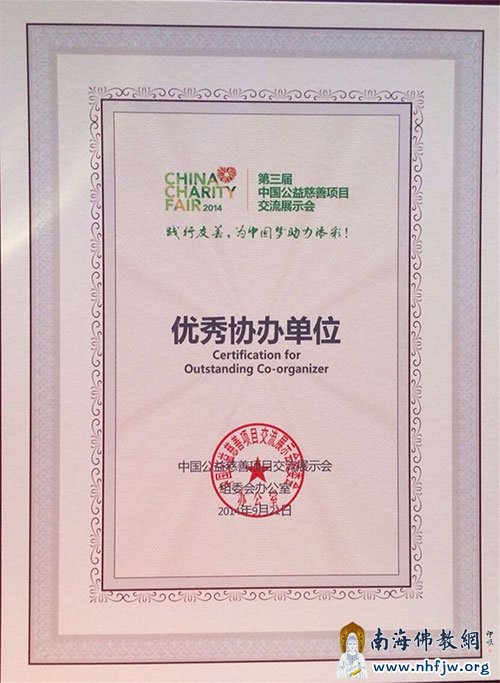 CHINA
CHARITY
FAIR 2014
第三届
中国公益慈善项目
交流展示会
践行友善,为中国梦助力添彩!
优秀协办单位
Certification for
Outstanding Co-organizer
中国公益慈善项目交流展示会
组委会办公室
2014年9月21日
办公室
南海佛教網
www.nhfjw.org